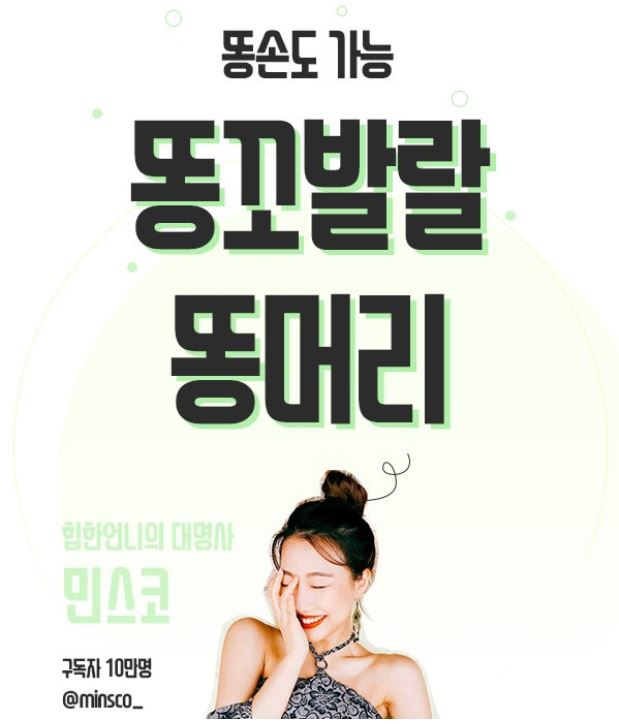 똥손도 가능
똥꼬발랄
똥머리
힙한언니의 대명사
민스코
구독자 10만명
@minsco_